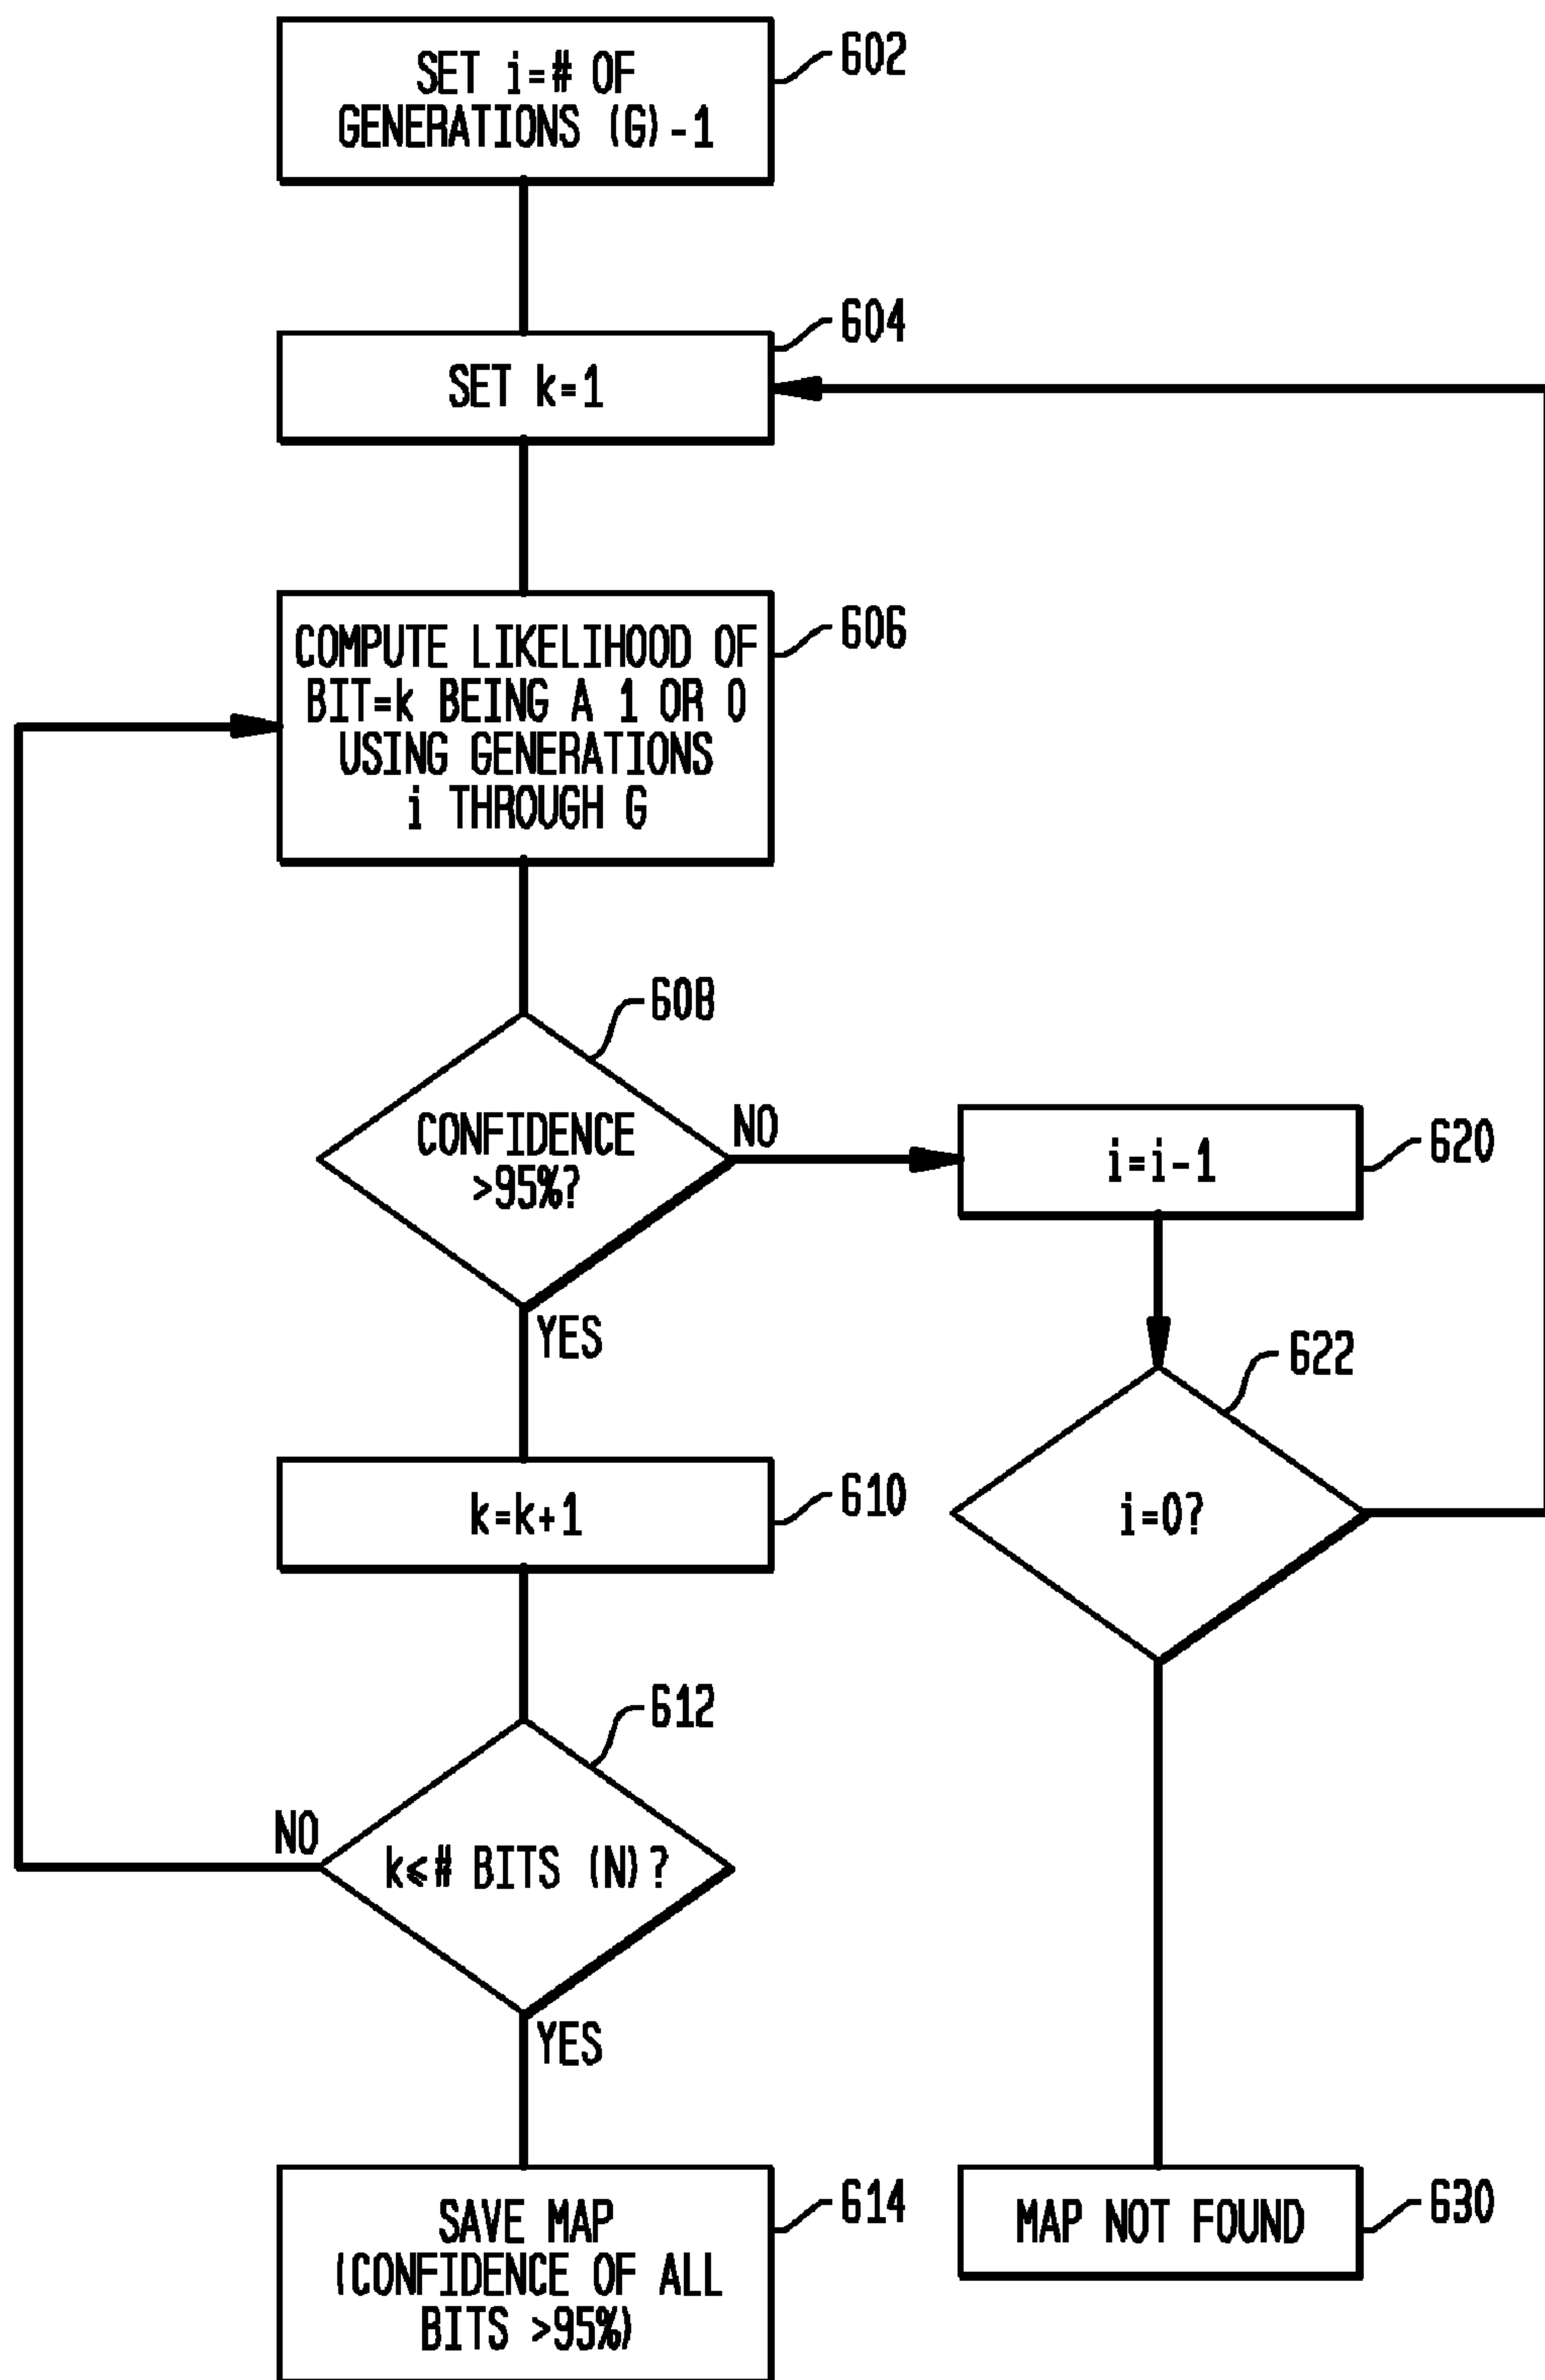 SET i=# OF
GENERATIONS (G)-1
602
SET k=1
604
COMPUTE LIKELIHOOD OF
BIT=k BEING A 1 OR 0
USING GENERATIONS
i THROUGH G
606
CONFIDENCE
>95%?
608
NO
YES
i=i-1
620
i=0?
622
k=k+1
610
k≤# BITS (N)?
612
NO
YES
SAVE MAP
(CONFIDENCE OF ALL
BITS >95%)
614
MAP NOT FOUND
630